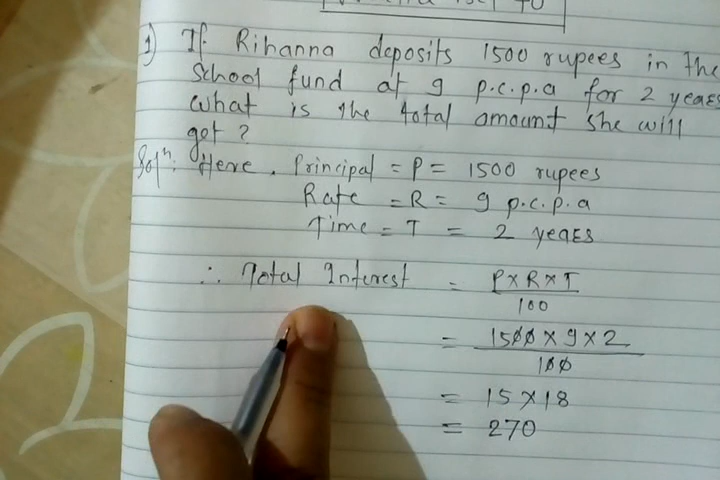 1) If Rihanna deposits 1500 rupees in the
School fund at 9 p.c.p.a for 2 years
what is the total amount she will
get ?
Solⁿ: Here, Principal = P = 1500 rupees
Rate = R = 9 p.c.p.a
Time = T = 2 years
∴ Total Interest = P×R×T
100
= 1500 × 9 × 2
100
= 15 × 18
= 270